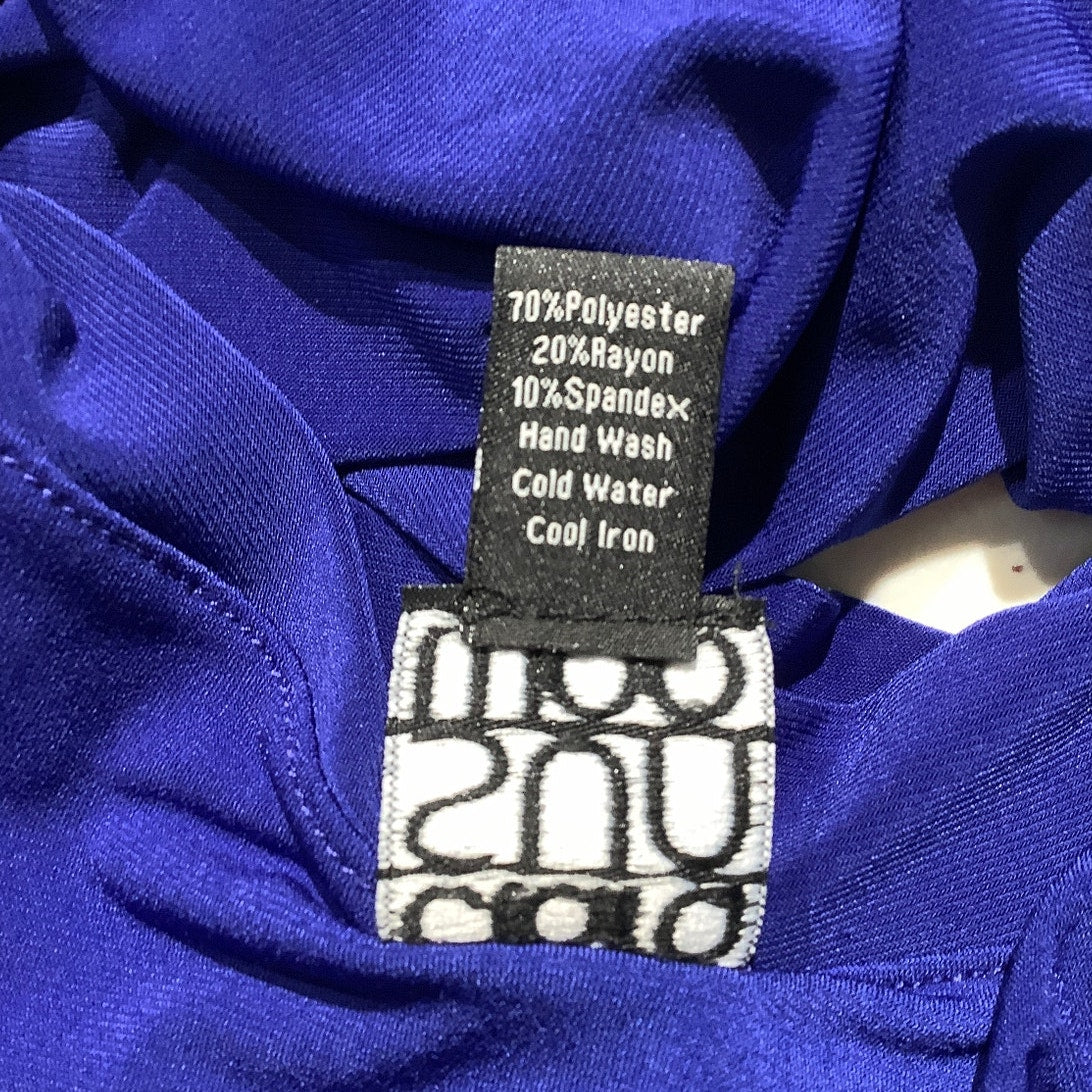 70%Polyester
20%Rayon
10%Spandex
Hand Wash
Cold Water
Cool Iron